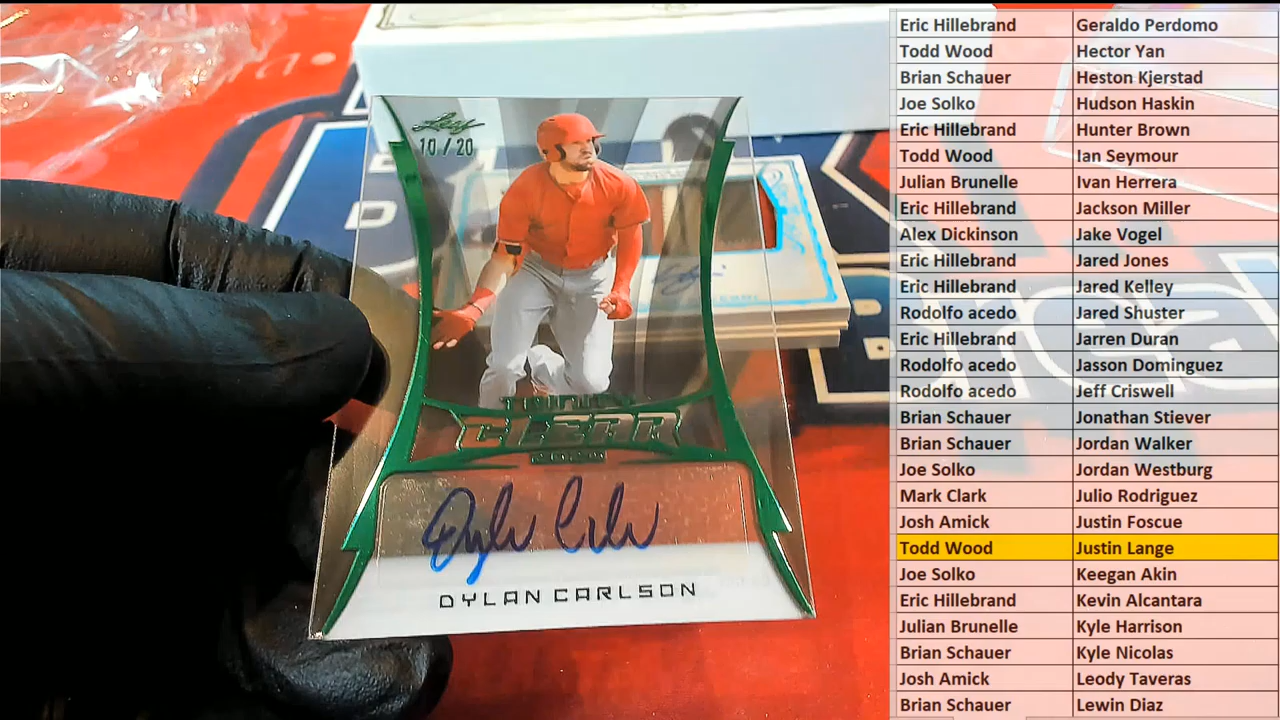 Leaf
10/20
TRINITY
CLEAR
DYLAN CARLSON
Eric Hillebrand Geraldo Perdomo
Todd Wood Hector Yan
Brian Schauer Heston Kjerstad
Joe Solko Hudson Haskin
Eric Hillebrand Hunter Brown
Todd Wood Ian Seymour
Julian Brunelle Ivan Herrera
Eric Hillebrand Jackson Miller
Alex Dickinson Jake Vogel
Eric Hillebrand Jared Jones
Eric Hillebrand Jared Kelley
Rodolfo acedo Jared Shuster
Eric Hillebrand Jarren Duran
Rodolfo acedo Jasson Dominguez
Rodolfo acedo Jeff Criswell
Brian Schauer Jonathan Stiever
Brian Schauer Jordan Walker
Joe Solko Jordan Westburg
Mark Clark Julio Rodriguez
Josh Amick Justin Foscue
Todd Wood Justin Lange
Joe Solko Keegan Akin
Eric Hillebrand Kevin Alcantara
Julian Brunelle Kyle Harrison
Brian Schauer Kyle Nicolas
Josh Amick Leody Taveras
Brian Schauer Lewin Diaz